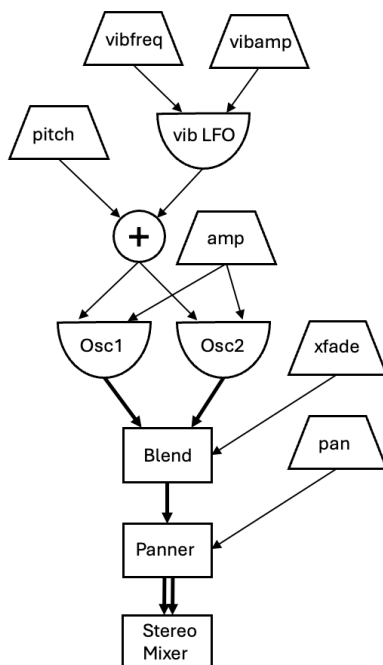 vibfreq
vibamp
pitch
vib LFO
+
amp
Osc1
Osc2
xfade
Blend
pan
Panner
Stereo
Mixer